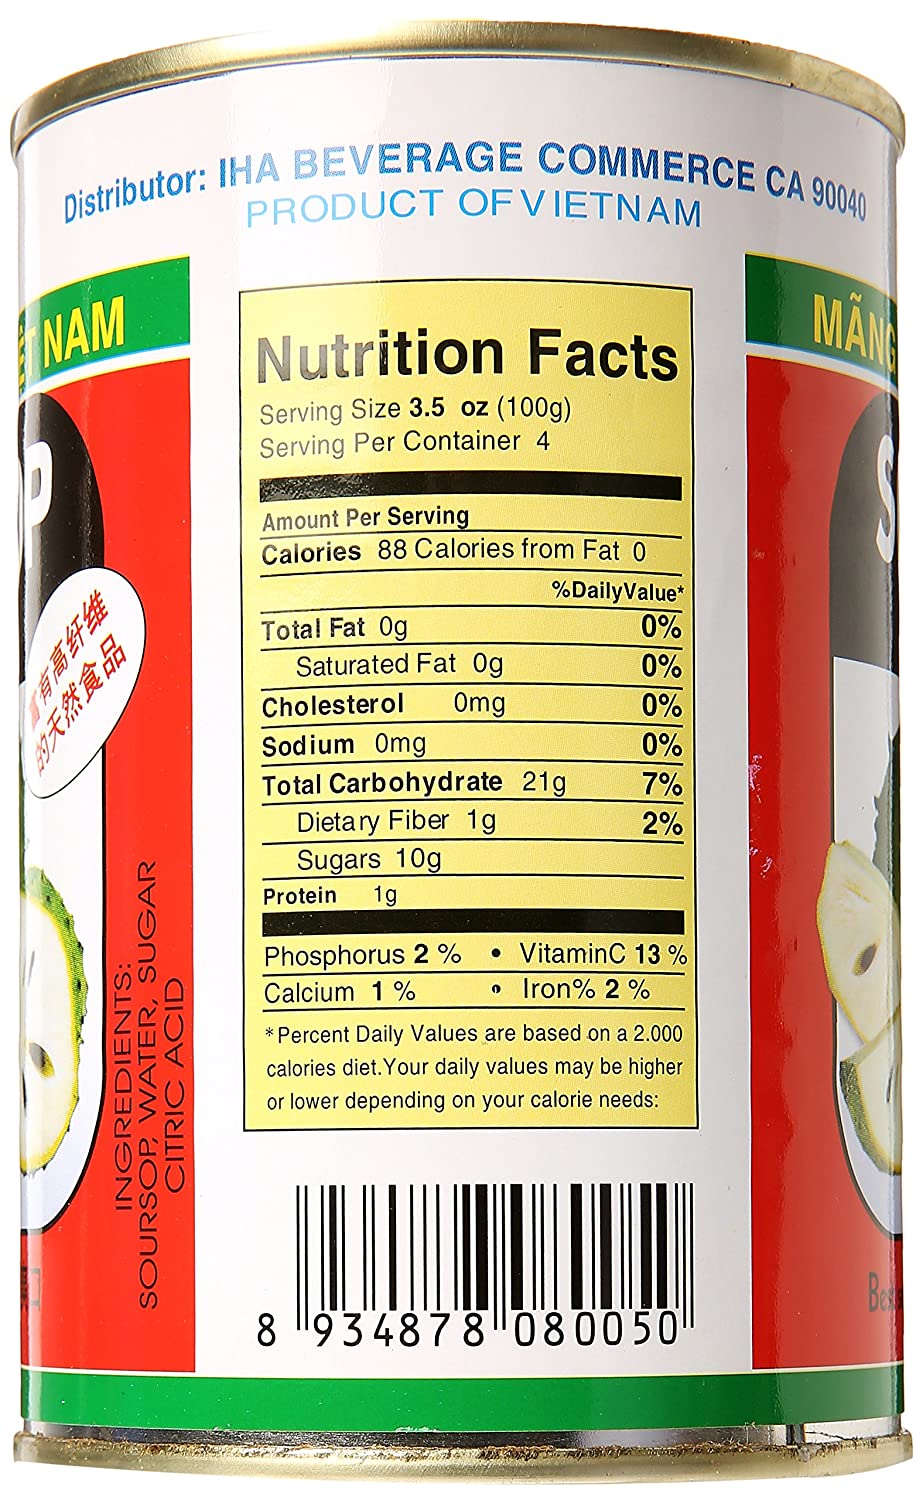 Distributor: IHA BEVERAGE COMMERCE CA 90040
PRODUCT OF VIETNAM
NAM
MÃNG
Nutrition Facts
Serving Size 3.5 oz (100g)
Serving Per Container 4
Amount Per Serving
Calories 88 Calories from Fat 0
%DailyValue*
Total Fat 0g 0%
Saturated Fat 0g 0%
Cholesterol 0mg 0%
Sodium 0mg 0%
Total Carbohydrate 21g 7%
Dietary Fiber 1g 2%
Sugars 10g
Protein 1g
Phosphorus 2 % • VitaminC 13 %
Calcium 1 % • Iron% 2 %
*Percent Daily Values are based on a 2.000
calories diet.Your daily values may be higher
or lower depending on your calorie needs:
富有高纤维
的天然食品
INGREDIENTS:
SOURSOP, WATER, SUGAR
CITRIC ACID
8 934878 080050